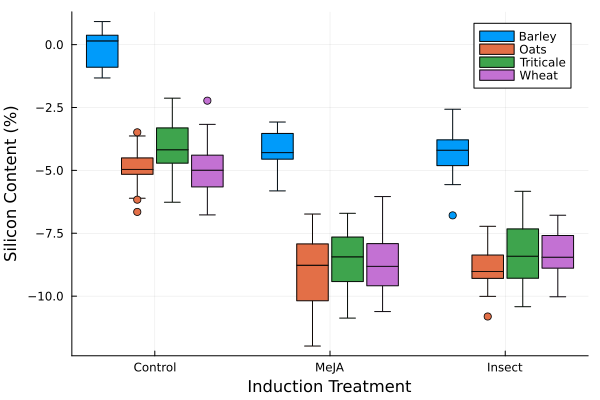 Silicon Content (%)
0.0
−2.5
−5.0
−7.5
−10.0
Barley
Oats
Triticale
Wheat
Control
MeJA
Insect
Induction Treatment